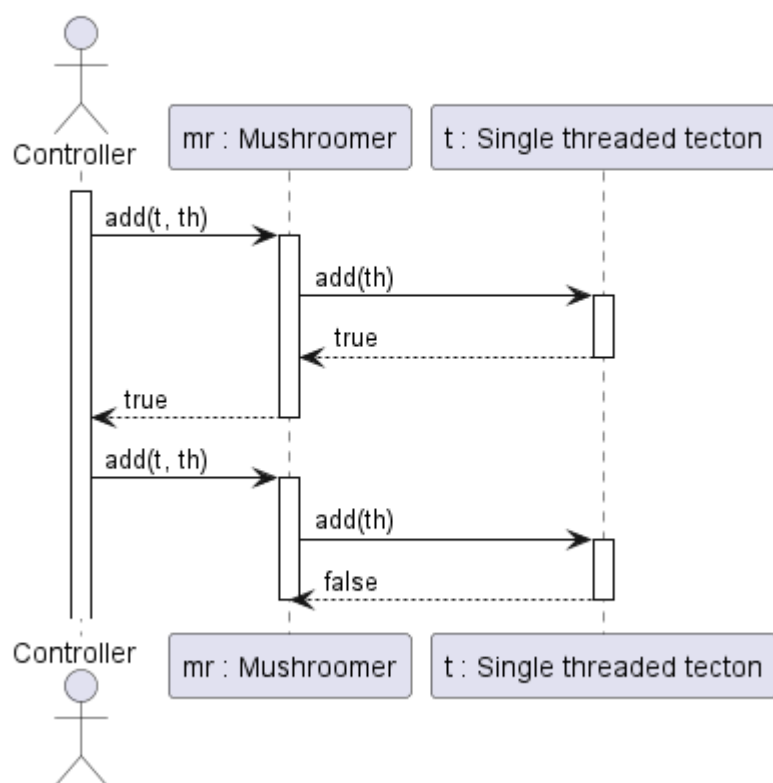 Controller
mr : Mushroomer
t : Single threaded tecton
add(t, th)
add(th)
true
true
add(t, th)
add(th)
false
Controller
mr : Mushroomer
t : Single threaded tecton